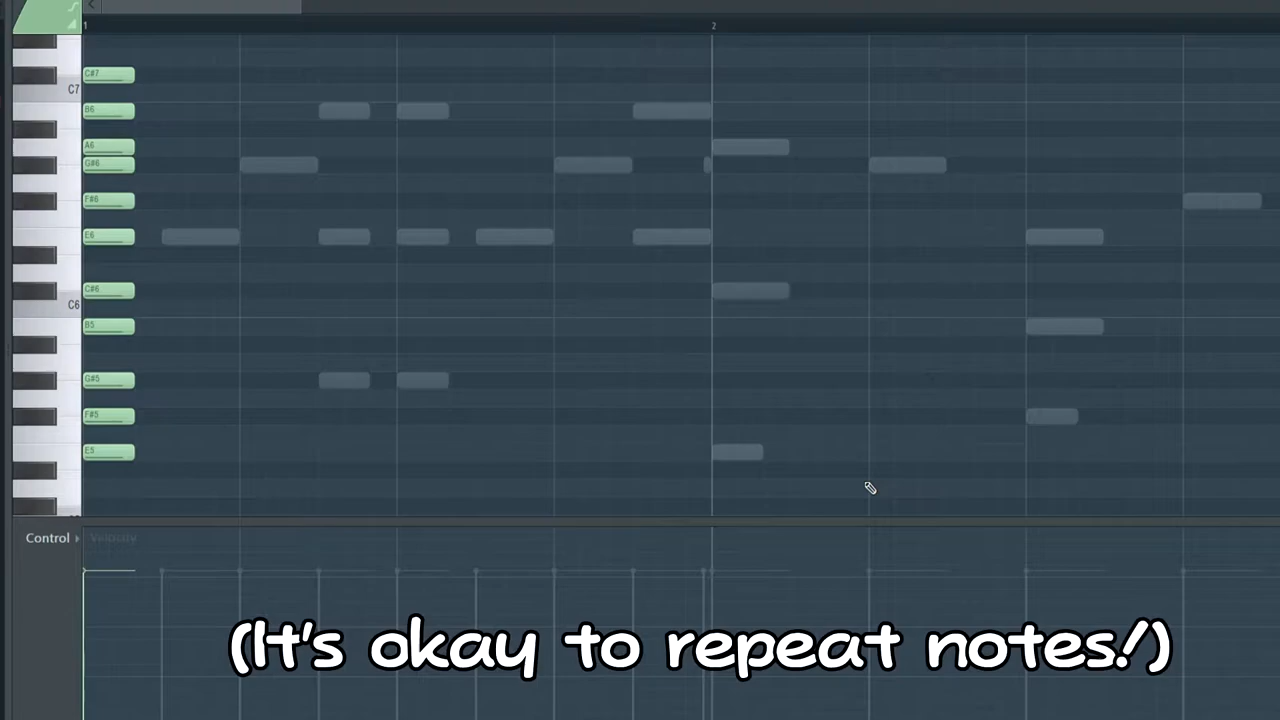 1
2
C#7
C7
B6
A6
G#6
F#6
E6
C#6
C6
B5
G#5
F#5
E5
Control
Velocity
(It's okay to repeat notes!)